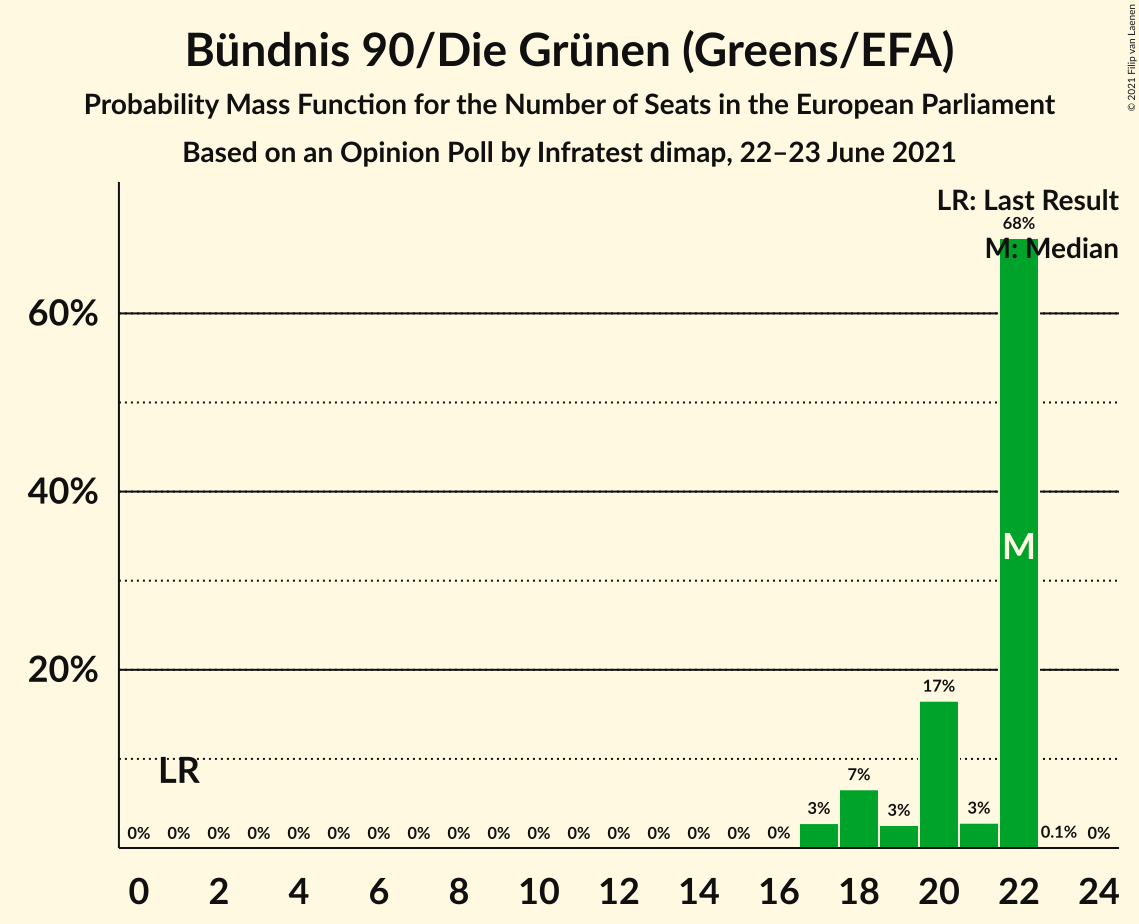 Bündnis 90/Die Grünen (Greens/EFA)
Probability Mass Function for the Number of Seats in the European Parliament
Based on an Opinion Poll by Infratest dimap, 22–23 June 2021
© 2021 Filip van Laenen
LR: Last Result
68%
M: Median
60%
40%
M
20%
17%
LR
7%
3% 3% 3%
0% 0% 0% 0% 0% 0% 0% 0% 0% 0% 0% 0% 0% 0% 0% 0% 0% 0.1% 0%
0 2 4 6 8 10 12 14 16 18 20 22 24